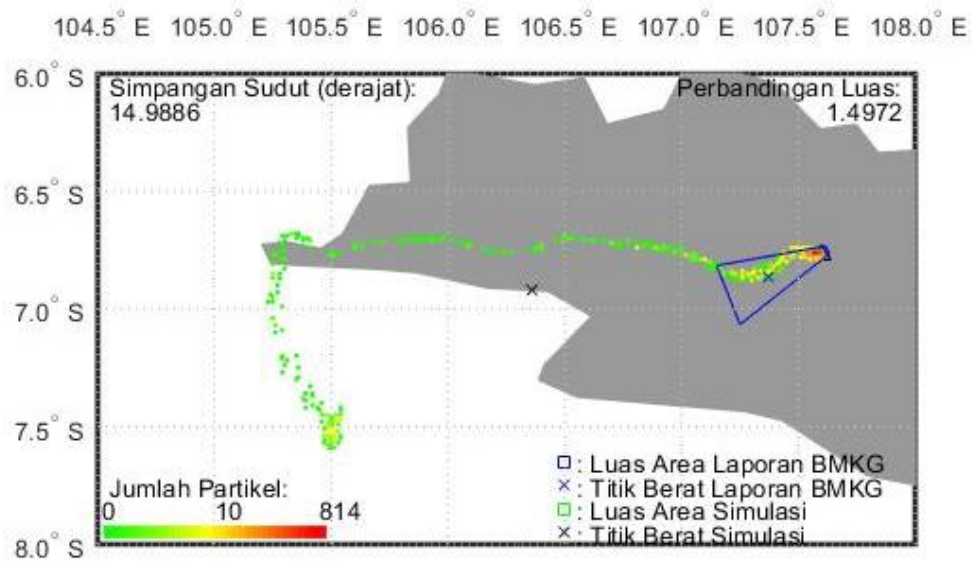 104.5° E 105.0° E 105.5° E 106.0° E 106.5° E 107.0° E 107.5° E 108.0° E
6.0° S
6.5° S
7.0° S
7.5° S
8.0° S
Simpangan Sudut (derajat):
14.9886
Perbandingan Luas:
1.4972
Jumlah Partikel:
0 10 814
: Luas Area Laporan BMKG
: Titik Berat Laporan BMKG
: Luas Area Simulasi
: Titik Berat Simulasi